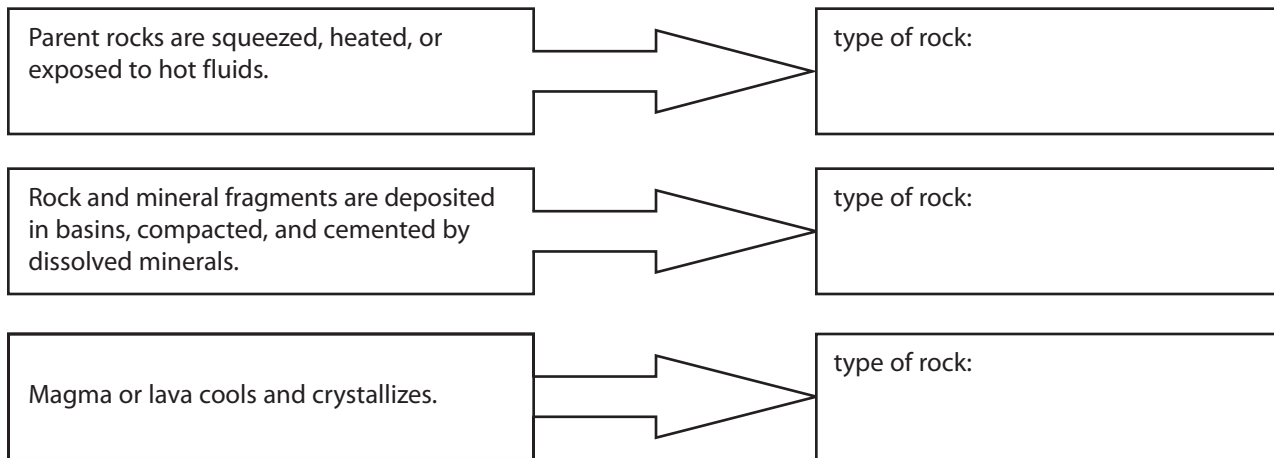 Parent rocks are squeezed, heated, or
exposed to hot fluids.
type of rock:
Rock and mineral fragments are deposited
in basins, compacted, and cemented by
dissolved minerals.
type of rock:
Magma or lava cools and crystallizes.
type of rock: